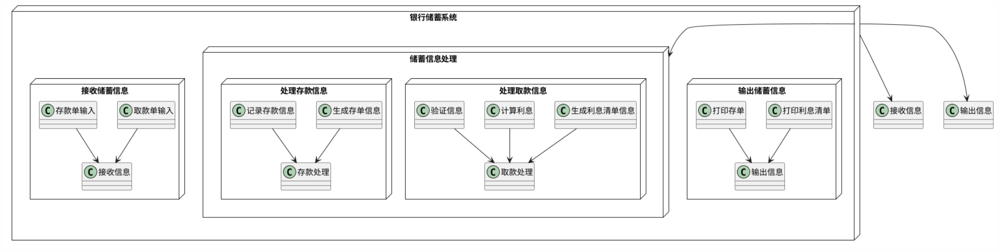 银行储蓄系统
储蓄信息处理
接收储蓄信息
处理存款信息
处理取款信息
输出储蓄信息
C 存款单输入
C 取款单输入
C 记录存款信息
C 生成存单信息
C 验证信息
C 计算利息
C 生成利息清单信息
C 打印存单
C 打印利息清单
C 接收信息
C 输出信息
C 接收信息
C 存款处理
C 取款处理
C 输出信息